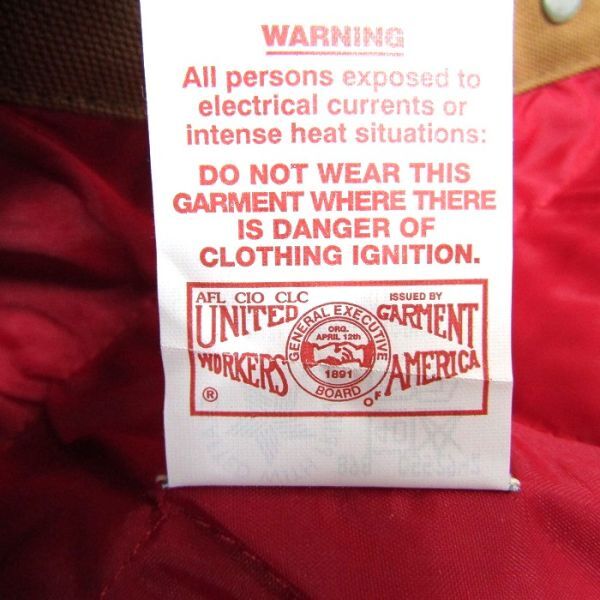 WARNING
All persons exposed to
electrical currents or
intense heat situations:
DO NOT WEAR THIS
GARMENT WHERE THERE
IS DANGER OF
CLOTHING IGNITION.
AFL CIO CLC
ISSUED BY
UNITED GARMENT
WORKERS OF AMERICA
GENERAL EXECUTIVE
BOARD
ORG.
APRIL 12th
1891
®